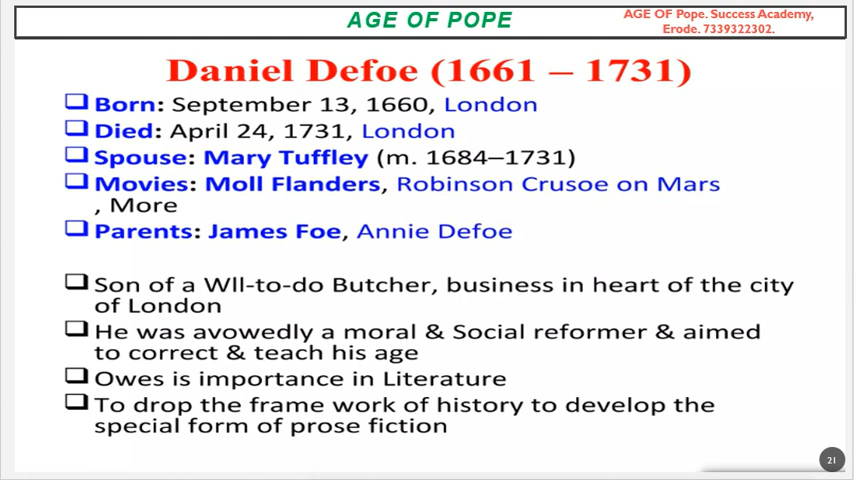 AGE OF POPE
AGE OF Pope. Success Academy,
Erode. 7339322302.
Daniel Defoe (1661 – 1731)
Born: September 13, 1660, London
Died: April 24, 1731, London
Spouse: Mary Tuffley (m. 1684–1731)
Movies: Moll Flanders, Robinson Crusoe on Mars
, More
Parents: James Foe, Annie Defoe
Son of a Wll-to-do Butcher, business in heart of the city
of London
He was avowedly a moral & Social reformer & aimed
to correct & teach his age
Owes is importance in Literature
To drop the frame work of history to develop the
special form of prose fiction
21